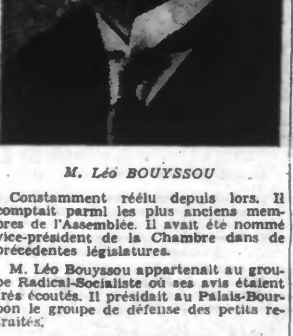 M. Léo BOUYSSOU
Constamment réélu depuis lors. Il
comptait parmi les plus anciens mem-
bres de l'Assemblée. Il avait été nommé
vice-président de la Chambre dans de
précédentes législatures.
M. Léo Bouyssou appartenait au grou-
pe Radical-Socialiste où ses avis étaient
très écoutés. Il présidait au Palais-Bour-
bon le groupe de défense des petits re-
traités.